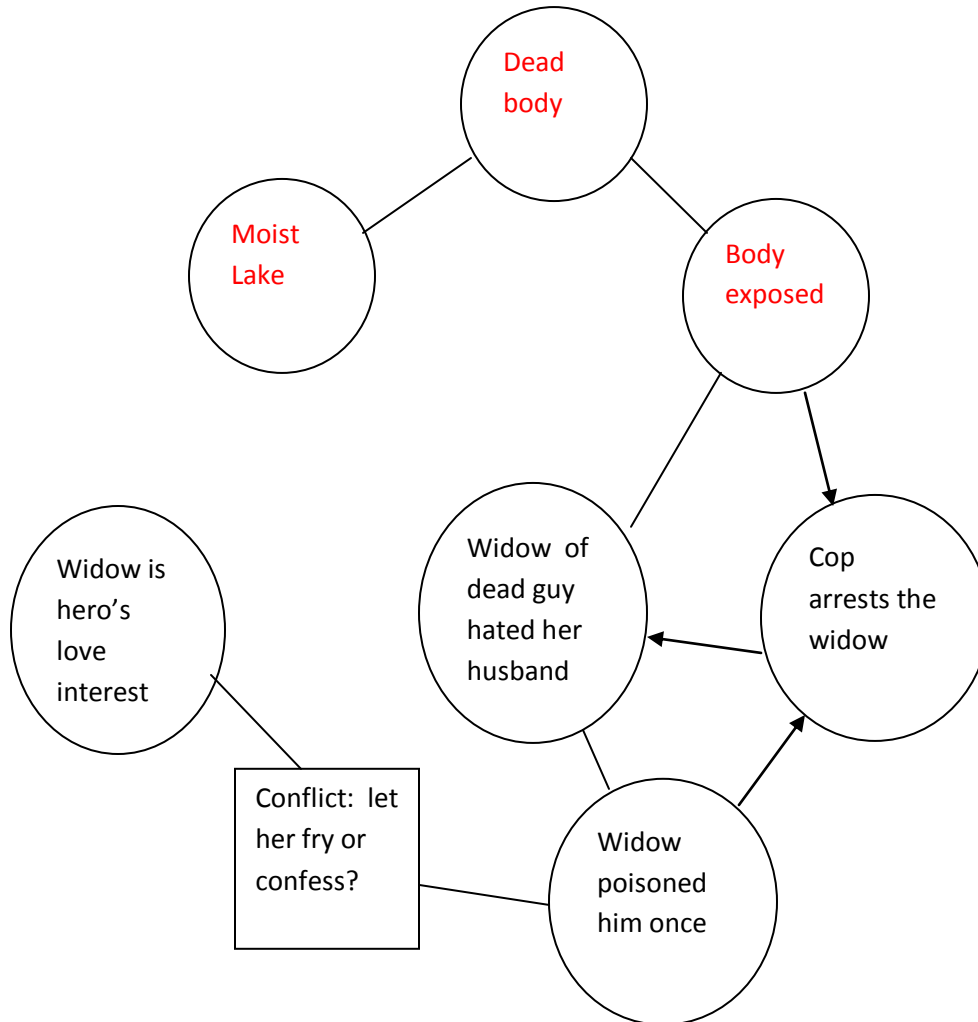 Dead
body
Moist
Lake
Body
exposed
Widow of
dead guy
hated her
husband
Cop
arrests the
widow
Widow is
hero’s
love
interest
Conflict: let
her fry or
confess?
Widow
poisoned
him once